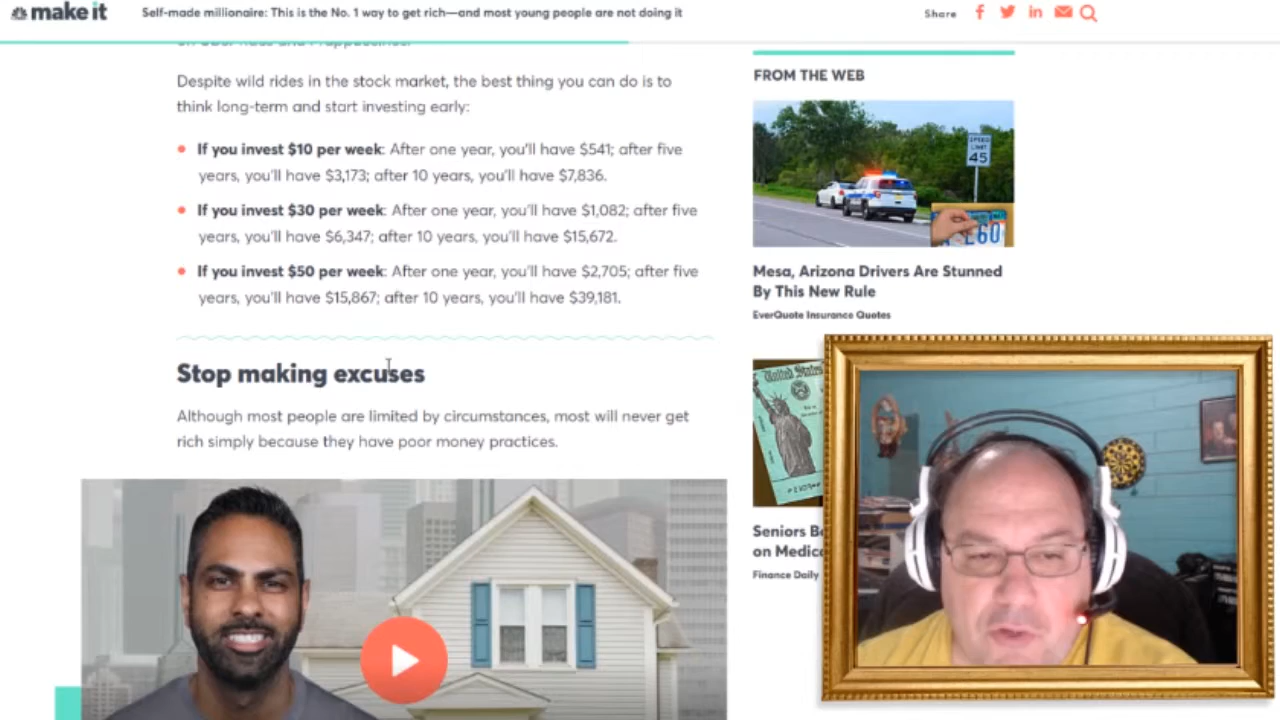 make it
Self-made millionaire: This is the No. 1 way to get rich—and most young people are not doing it
Share
Despite wild rides in the stock market, the best thing you can do is to
think long-term and start investing early:
If you invest $10 per week: After one year, you'll have $541; after five
years, you'll have $3,173; after 10 years, you'll have $7,836.
If you invest $30 per week: After one year, you'll have $1,082; after five
years, you'll have $6,347; after 10 years, you'll have $15,672.
If you invest $50 per week: After one year, you'll have $2,705; after five
years, you'll have $15,867; after 10 years, you'll have $39,181.
Stop making excuses
Although most people are limited by circumstances, most will never get
rich simply because they have poor money practices.
FROM THE WEB
SPEED
LIMIT
45
Mesa, Arizona Drivers Are Stunned
By This New Rule
EverQuote Insurance Quotes
United States
Seniors
on
Finance Daily